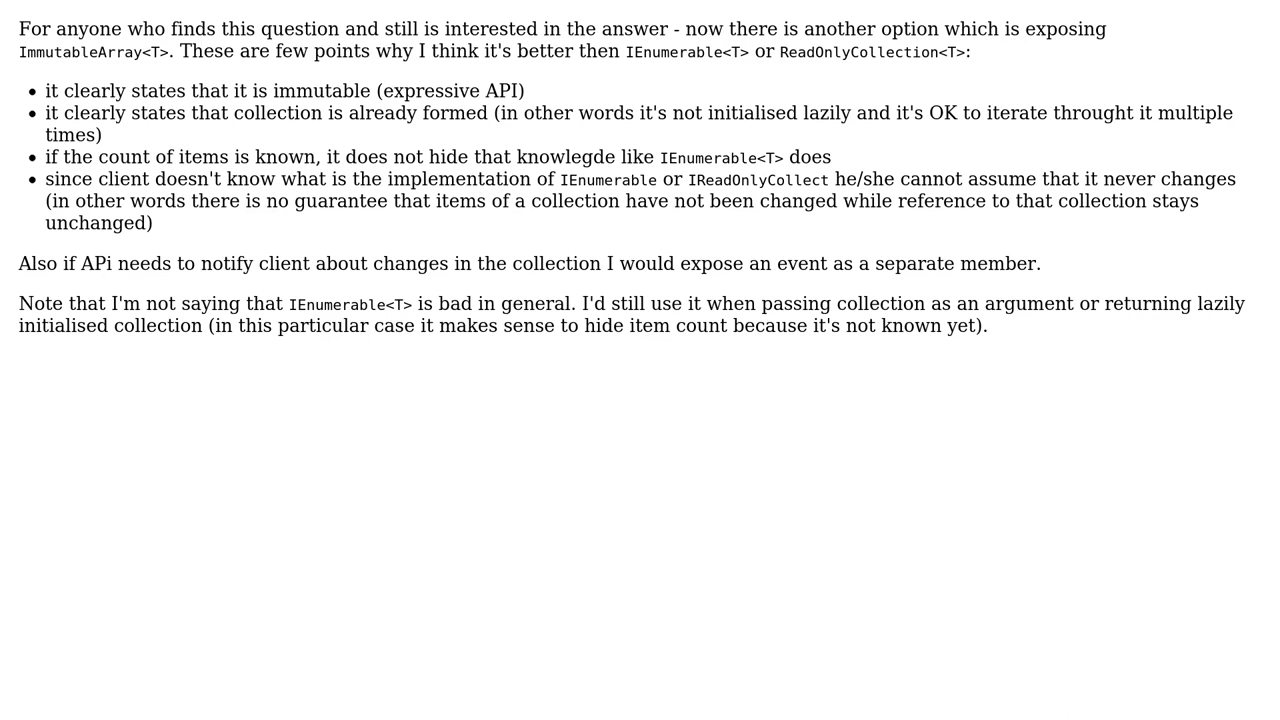 For anyone who finds this question and still is interested in the answer - now there is another option which is exposing
ImmutableArray<T>. These are few points why I think it's better then IEnumerable<T> or ReadOnlyCollection<T>:
• it clearly states that it is immutable (expressive API)
• it clearly states that collection is already formed (in other words it's not initialised lazily and it's OK to iterate throught it multiple
times)
• if the count of items is known, it does not hide that knowlegde like IEnumerable<T> does
• since client doesn't know what is the implementation of IEnumerable or IReadOnlyCollect he/she cannot assume that it never changes
(in other words there is no guarantee that items of a collection have not been changed while reference to that collection stays
unchanged)
Also if APi needs to notify client about changes in the collection I would expose an event as a separate member.
Note that I'm not saying that IEnumerable<T> is bad in general. I'd still use it when passing collection as an argument or returning lazily
initialised collection (in this particular case it makes sense to hide item count because it's not known yet).